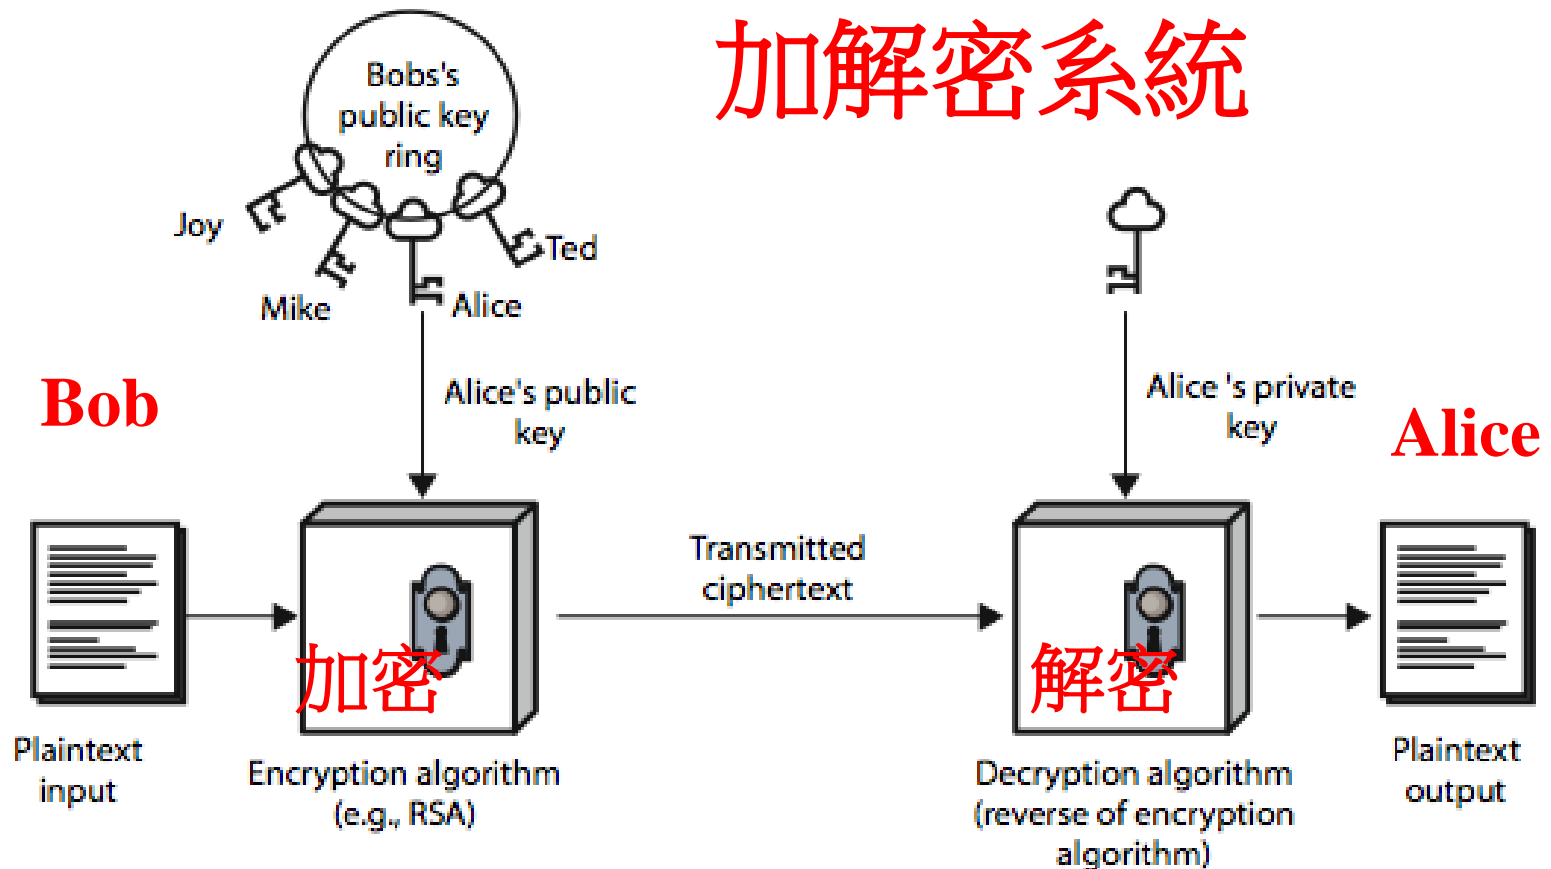 加解密系統
Bobs's
public key
ring
Joy
Ted
Mike
Alice
Alice's public
key
Alice 's private
key
Bob
Alice
Transmitted
ciphertext
加密
解密
Plaintext
input
Encryption algorithm
(e.g., RSA)
Decryption algorithm
(reverse of encryption
algorithm)
Plaintext
output